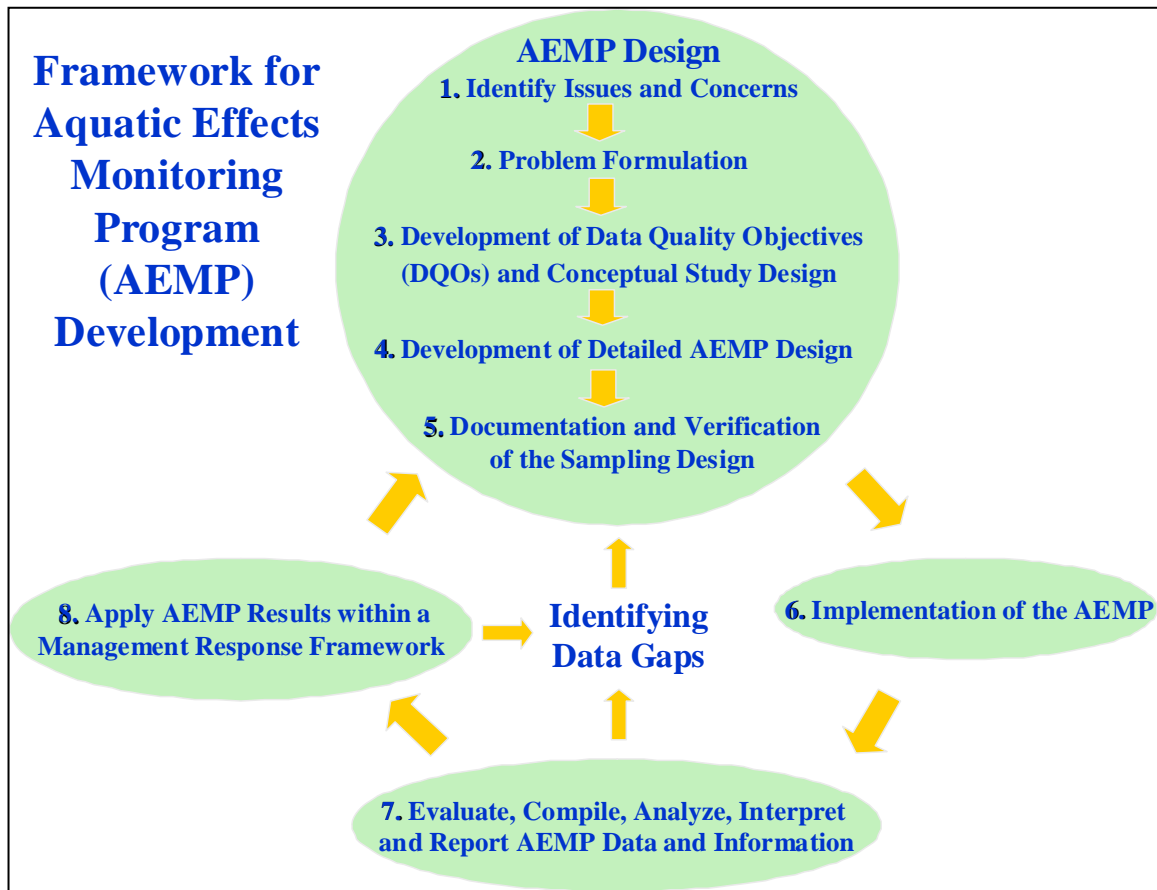 Framework for
Aquatic Effects
Monitoring
Program
(AEMP)
Development
AEMP Design
1. Identify Issues and Concerns
2. Problem Formulation
3. Development of Data Quality Objectives
(DQOs) and Conceptual Study Design
4. Development of Detailed AEMP Design
5. Documentation and Verification
of the Sampling Design
6. Implementation of the AEMP
7. Evaluate, Compile, Analyze, Interpret
and Report AEMP Data and Information
8. Apply AEMP Results within a
Management Response Framework
Identifying
Data Gaps